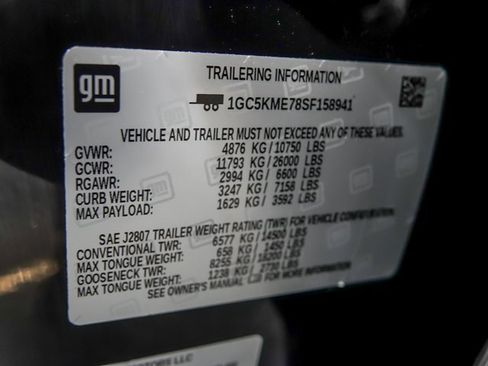 gm
TRAILERING INFORMATION
1GC5KME78SF158941
VEHICLE AND TRAILER MUST NOT EXCEED ANY OF THESE VALUES.
GVWR: 4876 KG/10750 LBS
GCWR: 11793 KG/26000 LBS
RGAWR: 2994 KG/ 6600 LBS
CURB WEIGHT: 3247 KG/ 7158 LBS
MAX PAYLOAD: 1629 KG/ 3592 LBS
SAE J2807 TRAILER WEIGHT RATING (TWR) FOR VEHICLE CONFIGURATION.
CONVENTIONAL TWR: 6577 KG/14500 LBS
MAX TONGUE WEIGHT: 658 KG/ 1450 LBS
GOOSENECK TWR: 8255 KG/18200 LBS
MAX TONGUE WEIGHT: 1238 KG/ 2730 LBS
SEE OWNER'S MANUAL FOR MORE INFORMATION
MOTORS LLC